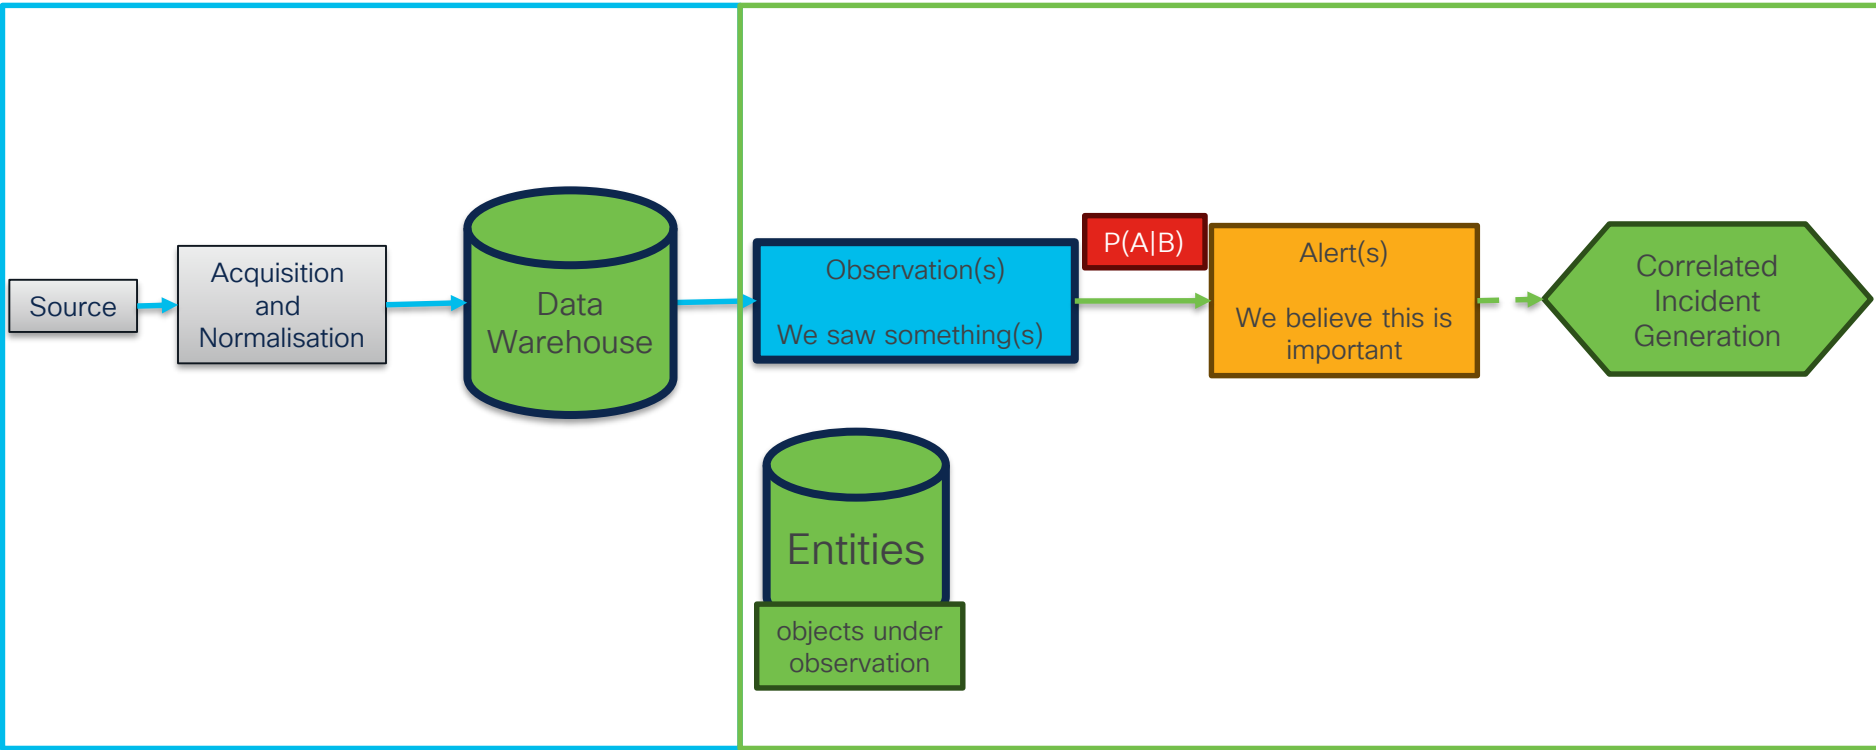 Source
Acquisition
and
Normalisation
Data
Warehouse
Observation(s)
We saw something(s)
P(A|B)
Alert(s)
We believe this is
important
Correlated
Incident
Generation
Entities
objects under
observation